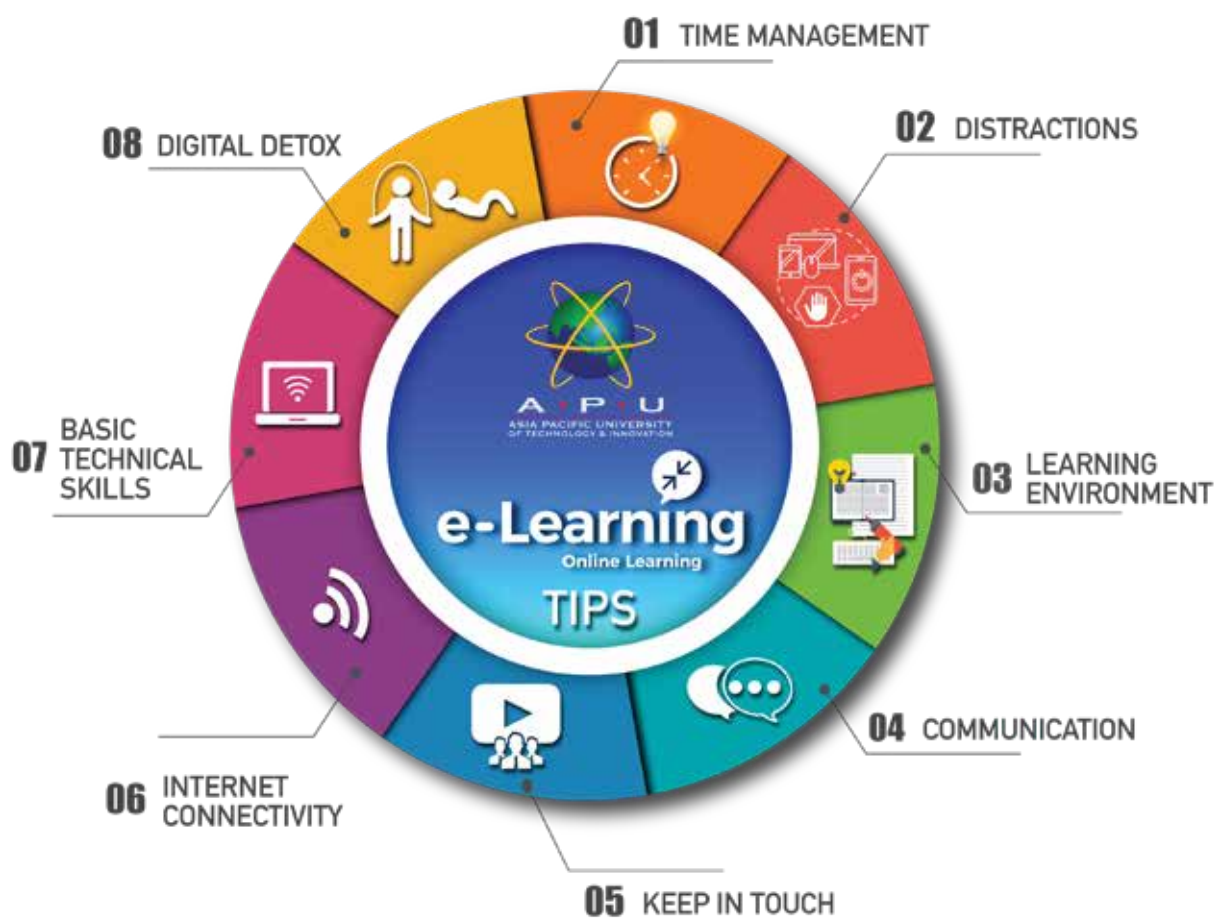 01 TIME MANAGEMENT
02 DISTRACTIONS
03 LEARNING
ENVIRONMENT
04 COMMUNICATION
05 KEEP IN TOUCH
06 INTERNET
CONNECTIVITY
07 BASIC
TECHNICAL
SKILLS
08 DIGITAL DETOX
A • P • U
ASIA PACIFIC UNIVERSITY
OF TECHNOLOGY & INNOVATION
e-Learning
Online Learning
TIPS